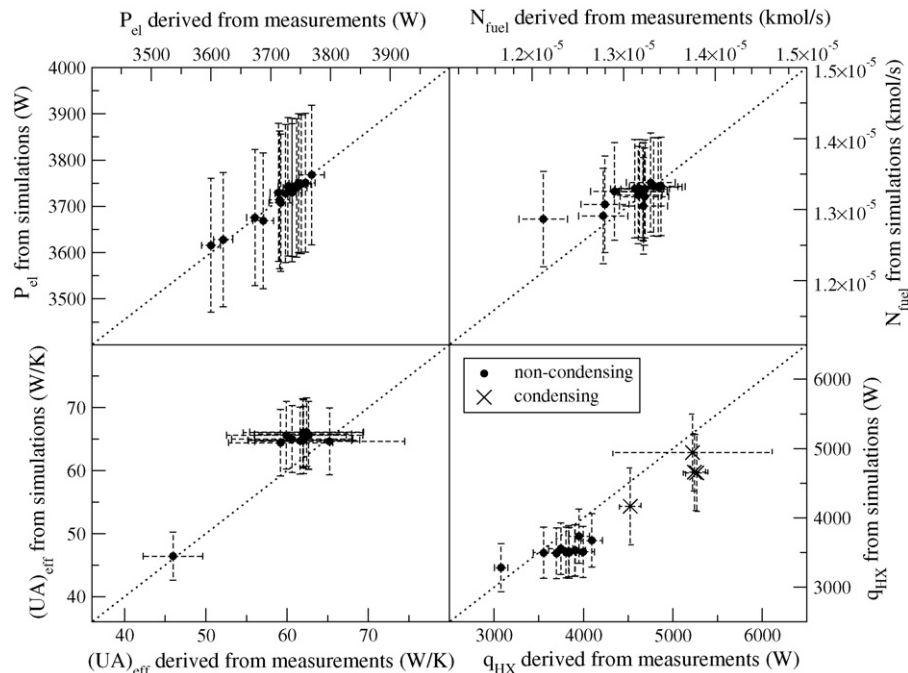 P_el derived from measurements (W)
N_fuel derived from measurements (kmol/s)
3500 3600 3700 3800 3900
1.2×10^-5 1.3×10^-5 1.4×10^-5 1.5×10^-5
4000
3900
3800
3700
3600
3500
P_el from simulations (W)
1.5×10^-5
1.4×10^-5
1.3×10^-5
1.2×10^-5
N_fuel from simulations (kmol/s)
70
60
50
40
(UA)_eff from simulations (W/K)
non-condensing
condensing
6000
5000
4000
3000
q_HX from simulations (W)
40 50 60 70
3000 4000 5000 6000
(UA)_eff derived from measurements (W/K)
q_HX derived from measurements (W)